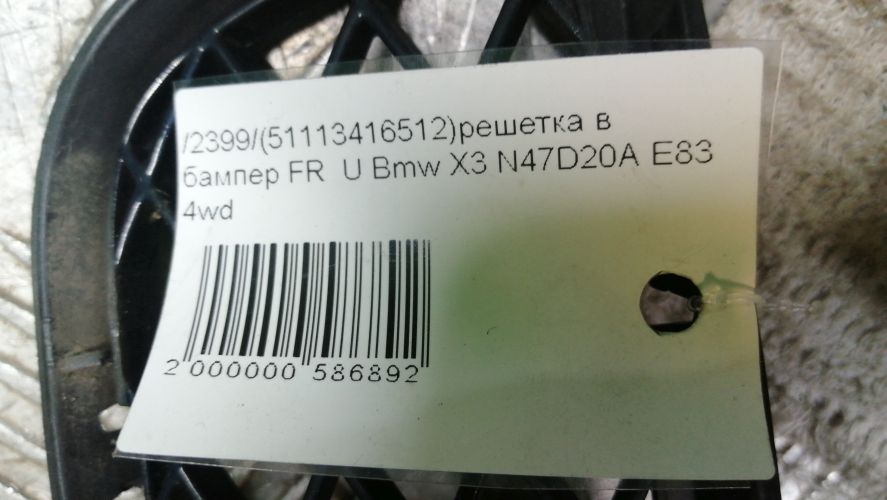 /2399/(51113416512)решетка в
бампер FR U Bmw X3 N47D20A E83
4wd
2 000000 586892